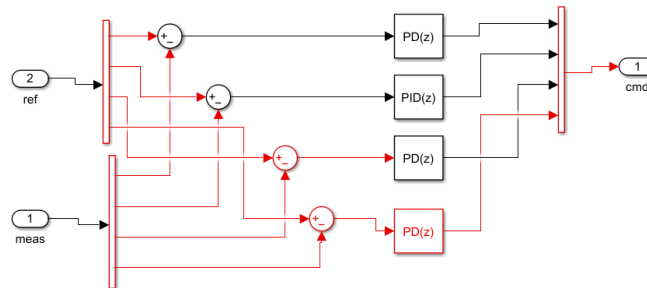 PD(z)
+
−
2
1
ref
cmd
+
−
PID(z)
+
−
PD(z)
1
meas
+
−
PD(z)